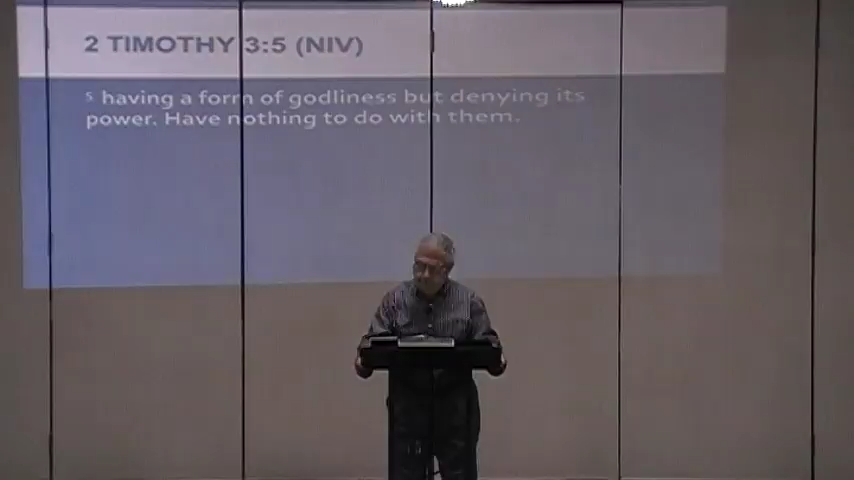 2 TIMOTHY 3:5 (NIV)
5 having a form of godliness but denying its
power. Have nothing to do with them.